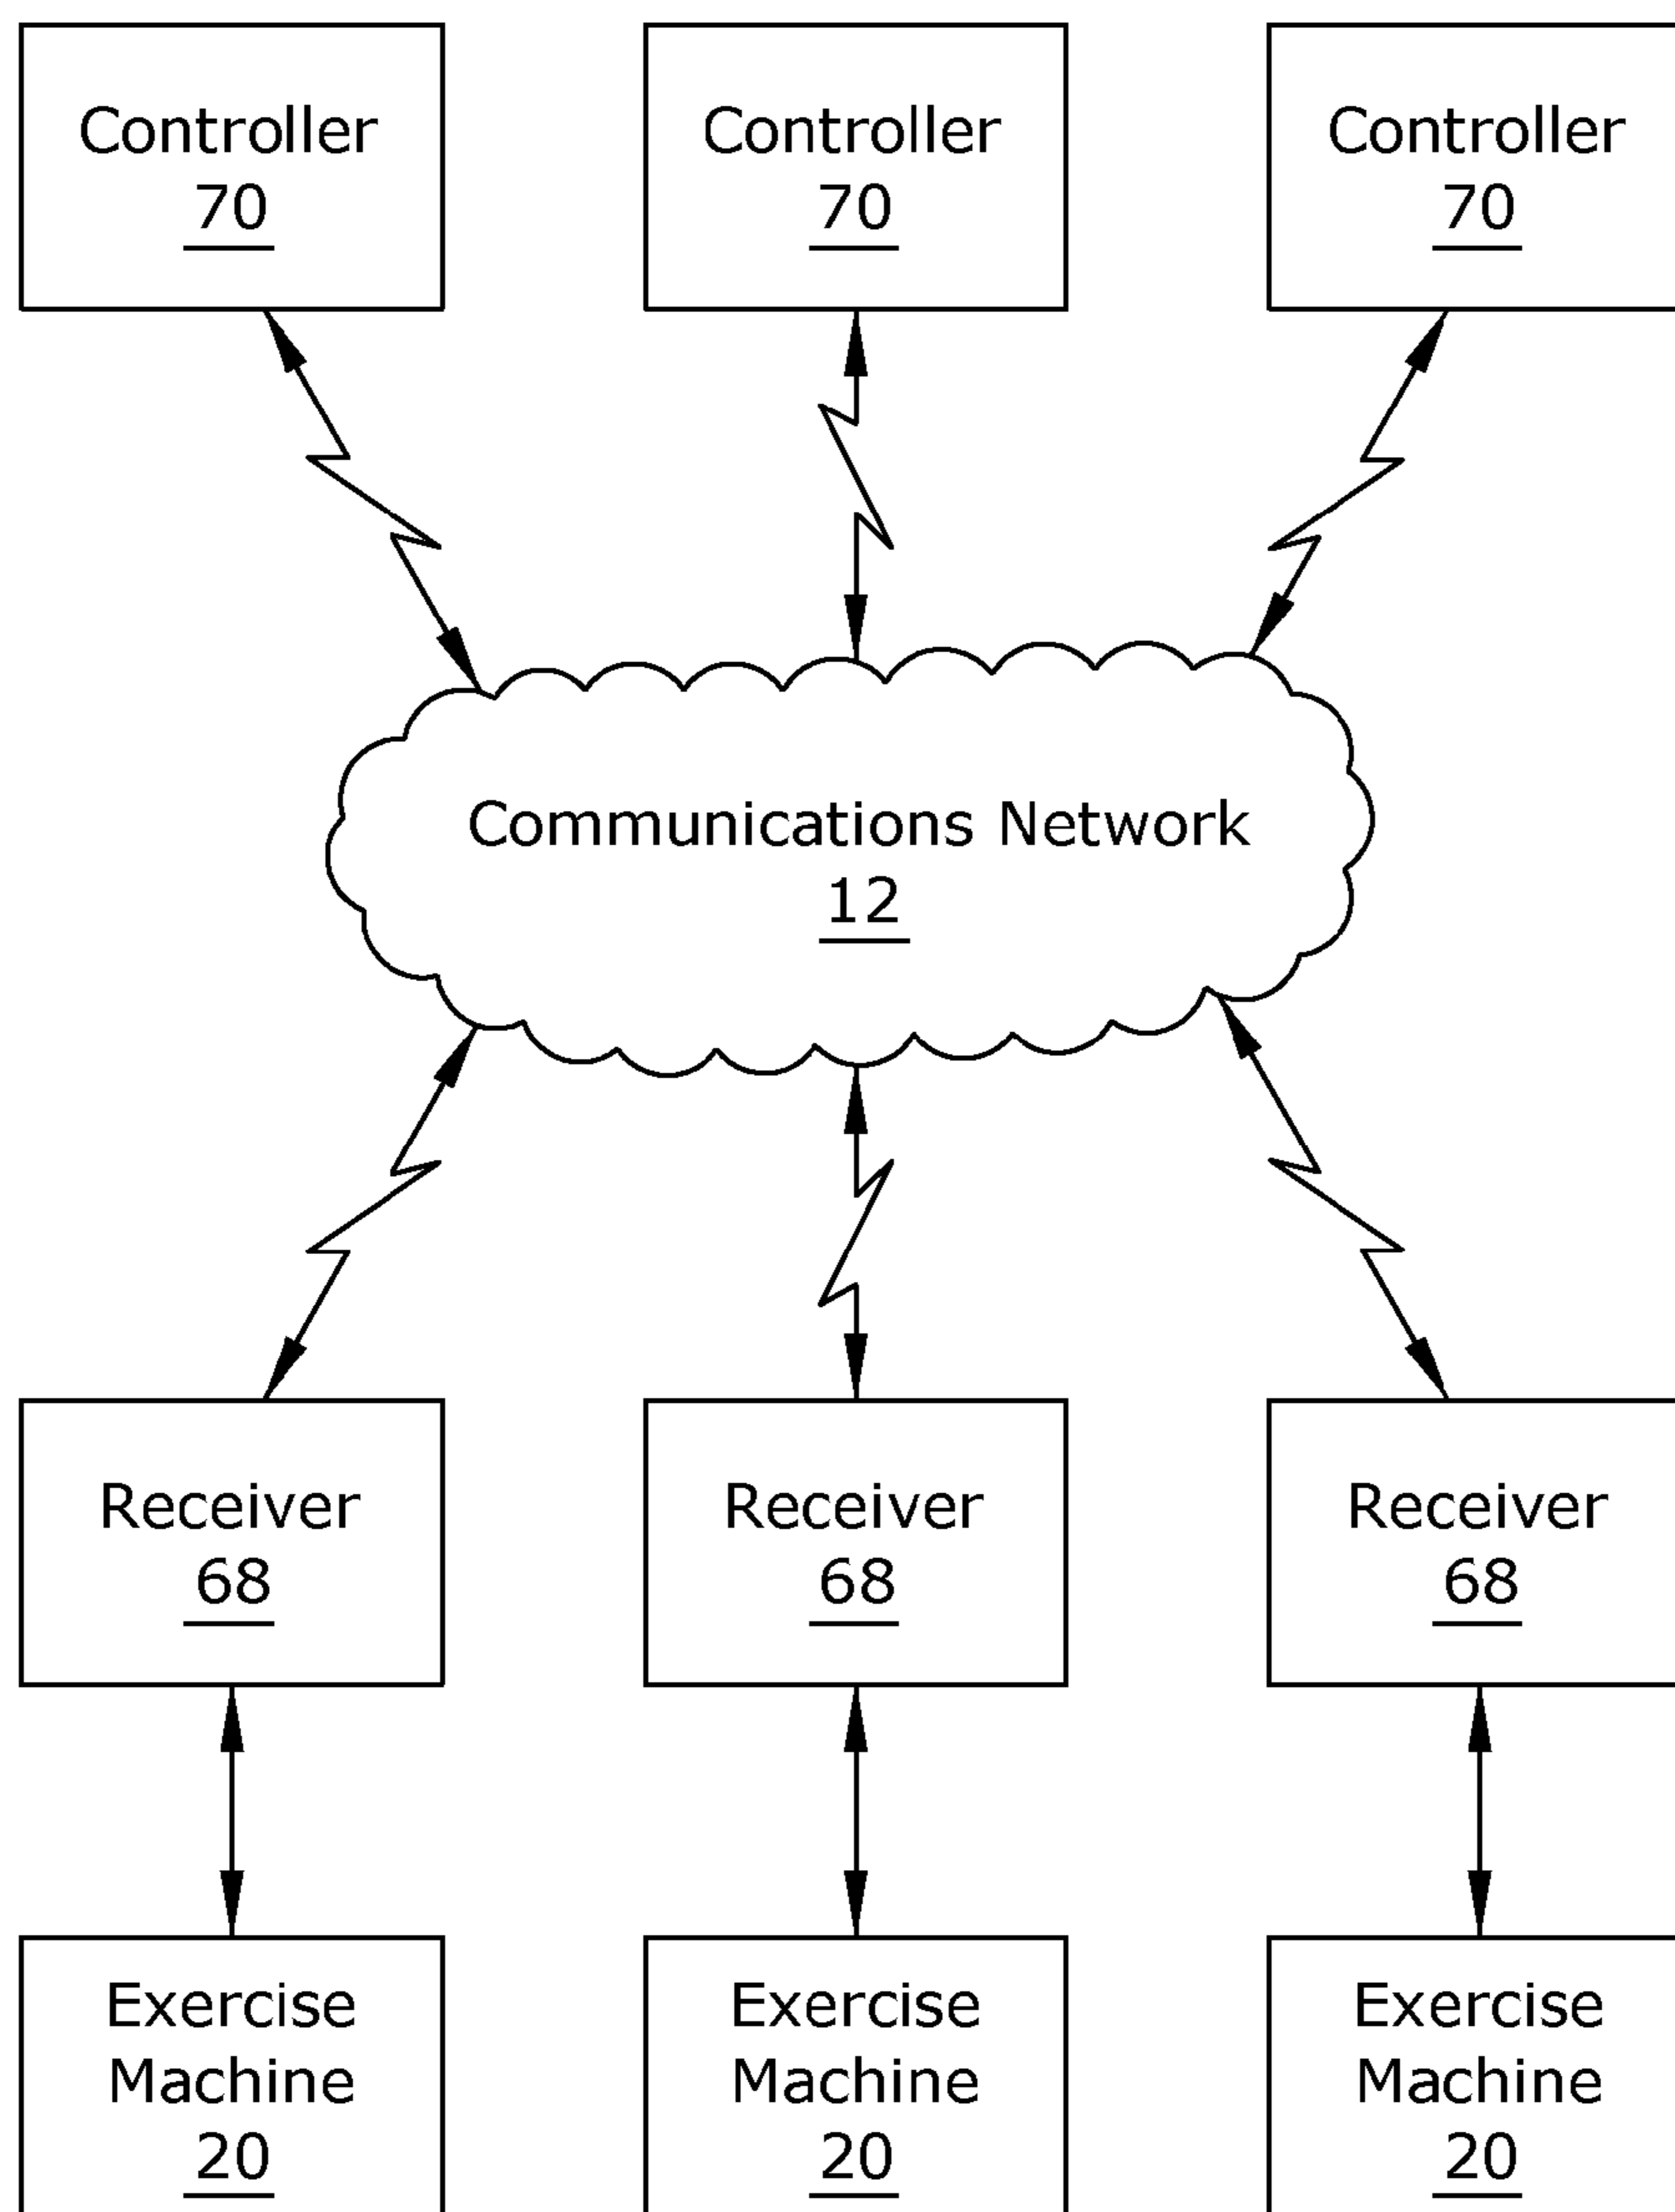 Controller
70
Controller
70
Controller
70
Communications Network
12
Receiver
68
Receiver
68
Receiver
68
Exercise
Machine
20
Exercise
Machine
20
Exercise
Machine
20